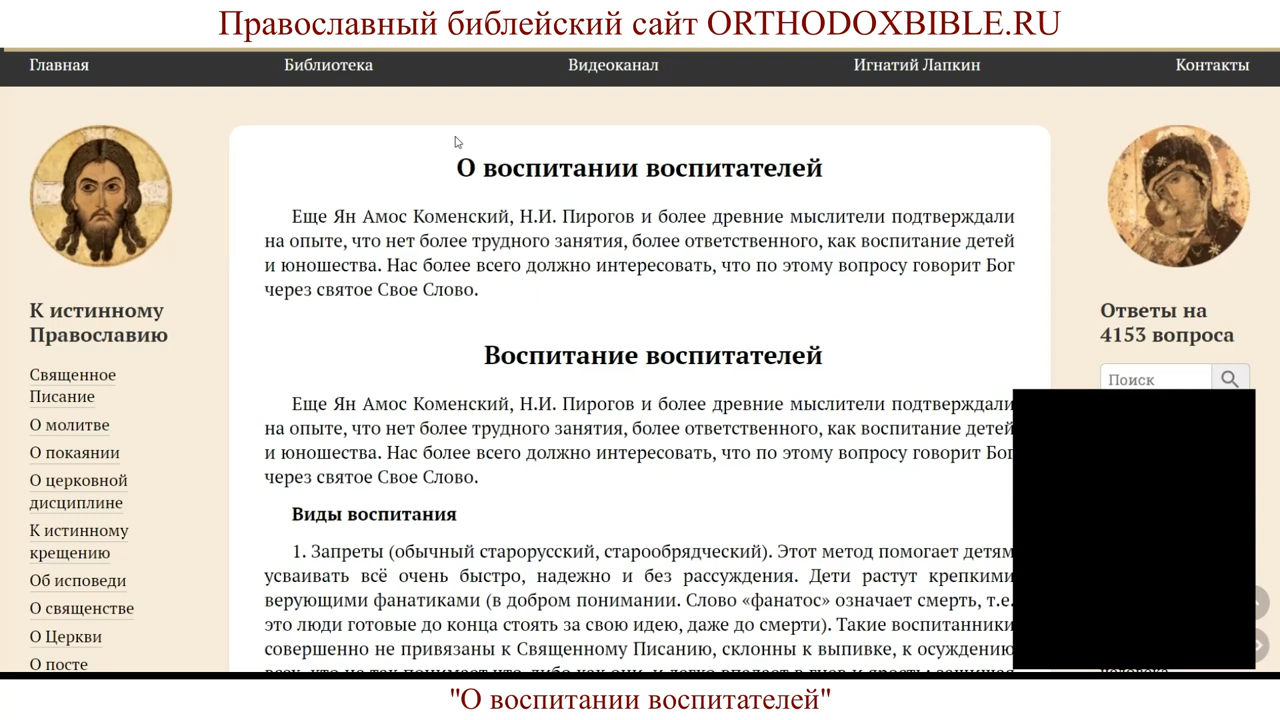 Православный библейский сайт ORTHODOXBIBLE.RU
Главная
Библиотека
Видеоканал
Игнатий Лапкин
Контакты
К истинному
Православию
Священное
Писание
О молитве
О покаянии
О церковной
дисциплине
К истинному
крещению
Об исповеди
О священстве
О Церкви
О посте
О воспитании воспитателей
Еще Ян Амос Коменский, Н.И. Пирогов и более древние мыслители подтверждали
на опыте, что нет более трудного занятия, более ответственного, как воспитание детей
и юношества. Нас более всего должно интересовать, что по этому вопросу говорит Бог
через святое Свое Слово.
Воспитание воспитателей
Еще Ян Амос Коменский, Н.И. Пирогов и более древние мыслители подтверждали
на опыте, что нет более трудного занятия, более ответственного, как воспитание детей
и юношества. Нас более всего должно интересовать, что по этому вопросу говорит Бог
через святое Свое Слово.
Виды воспитания
1. Запреты (обычный старорусский, старообрядческий). Этот метод помогает детям
усваивать всё очень быстро, надежно и без рассуждения. Дети растут крепкими
верующими фанатиками (в добром понимании. Слово «фанатос» означает смерть, т.е.
это люди готовые до конца стоять за свою идею, даже до смерти). Такие воспитанники
совершенно не привязаны к Священному Писанию, склонны к выпивке, к осуждению
Ответы на
4153 вопроса
Поиск
"О воспитании воспитателей"